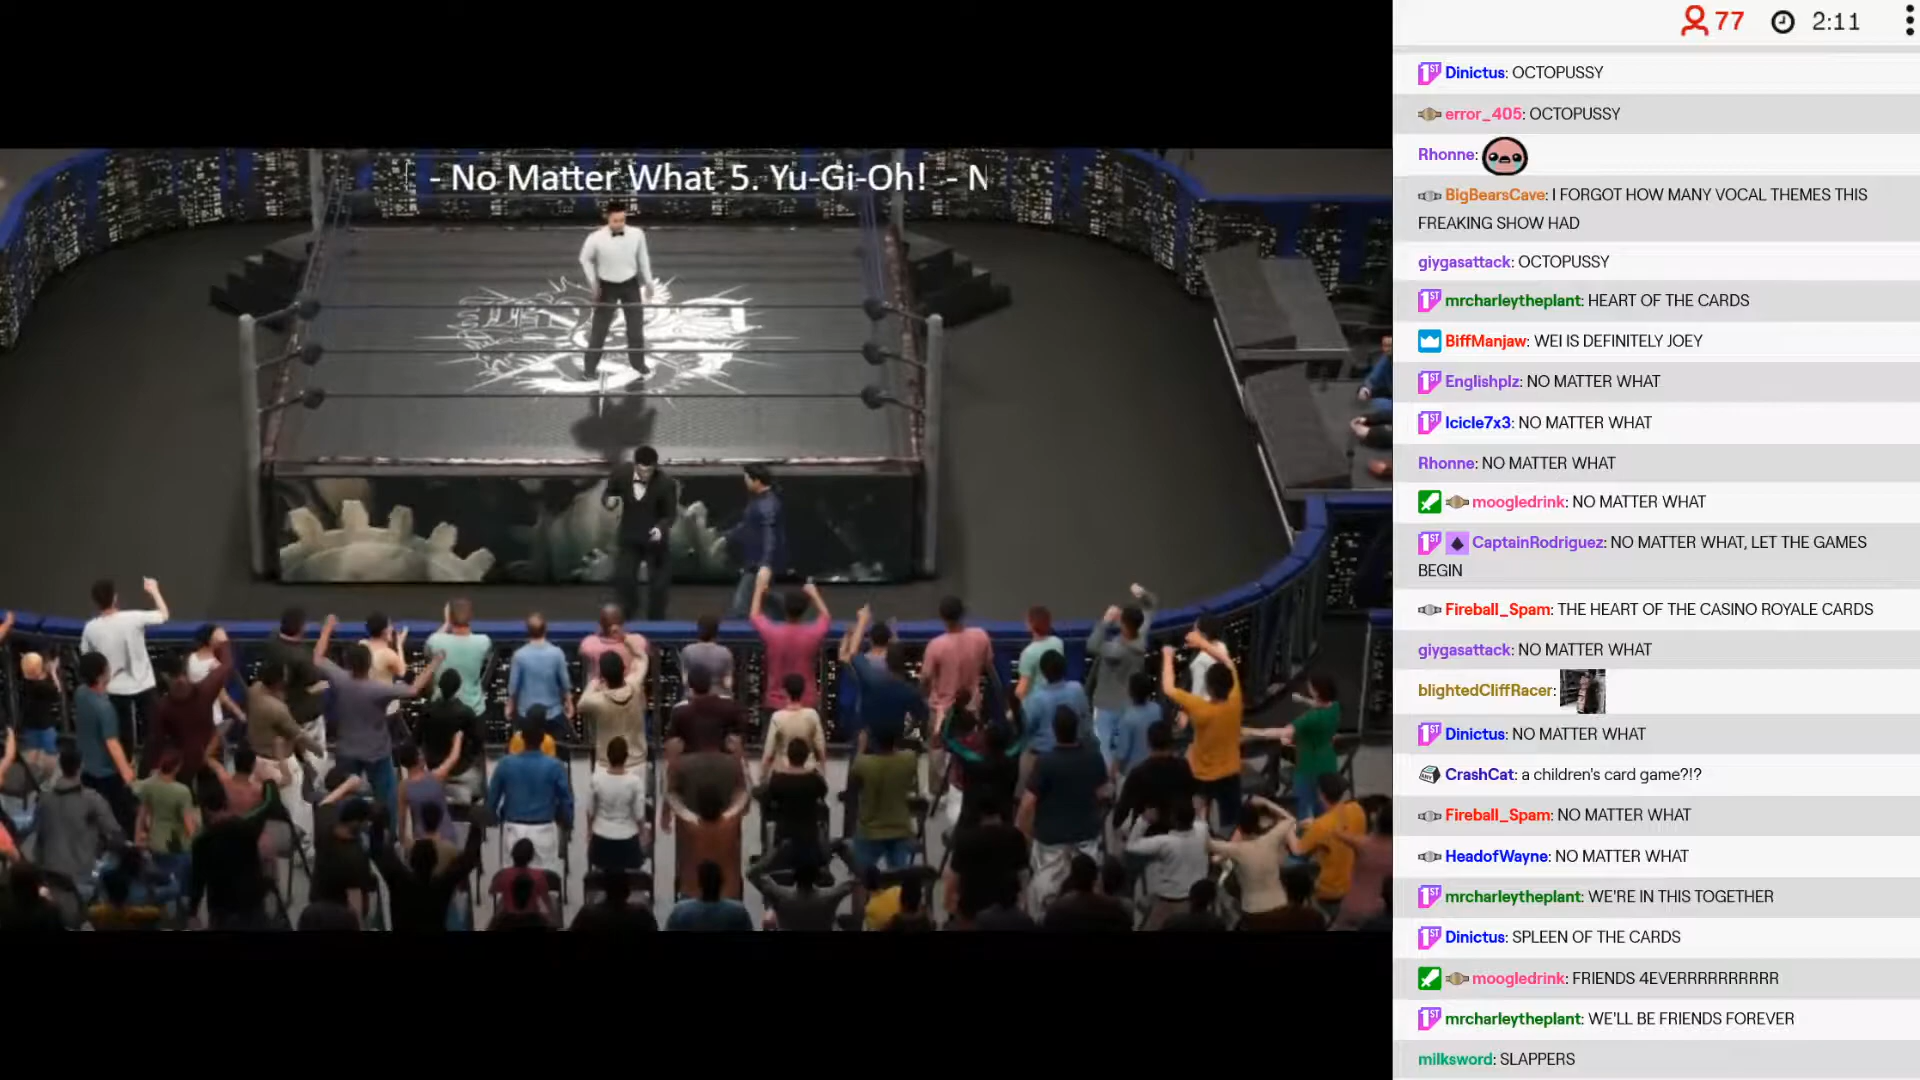 - No Matter What 5. Yu-Gi-Oh! - N
77 2:11
Dinictus: OCTOPUSSY
error_405: OCTOPUSSY
Rhonne:
BigBearsCave: I FORGOT HOW MANY VOCAL THEMES THIS
FREAKING SHOW HAD
giygasattack: OCTOPUSSY
mrcharleytheplant: HEART OF THE CARDS
BiffManjaw: WEI IS DEFINITELY JOEY
Englishplz: NO MATTER WHAT
Icicle7x3: NO MATTER WHAT
Rhonne: NO MATTER WHAT
moogledrink: NO MATTER WHAT
CaptainRodriguez: NO MATTER WHAT, LET THE GAMES
BEGIN
Fireball_Spam: THE HEART OF THE CASINO ROYALE CARDS
giygasattack: NO MATTER WHAT
blightedCliffRacer:
Dinictus: NO MATTER WHAT
CrashCat: a children's card game?!?
Fireball_Spam: NO MATTER WHAT
HeadofWayne: NO MATTER WHAT
mrcharleytheplant: WE'RE IN THIS TOGETHER
Dinictus: SPLEEN OF THE CARDS
moogledrink: FRIENDS 4EVERRRRRRRRRR
mrcharleytheplant: WE'LL BE FRIENDS FOREVER
milksword: SLAPPERS